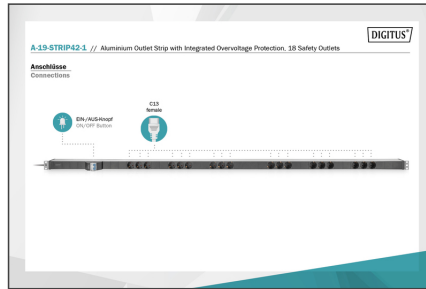 DIGITUS®
A-19-STRIP42-1 // Aluminium Outlet Strip with Integrated Overvoltage Protection, 18 Safety Outlets
Anschlüsse
Connections
C13
female
EIN-/AUS-Knopf
ON/OFF Button